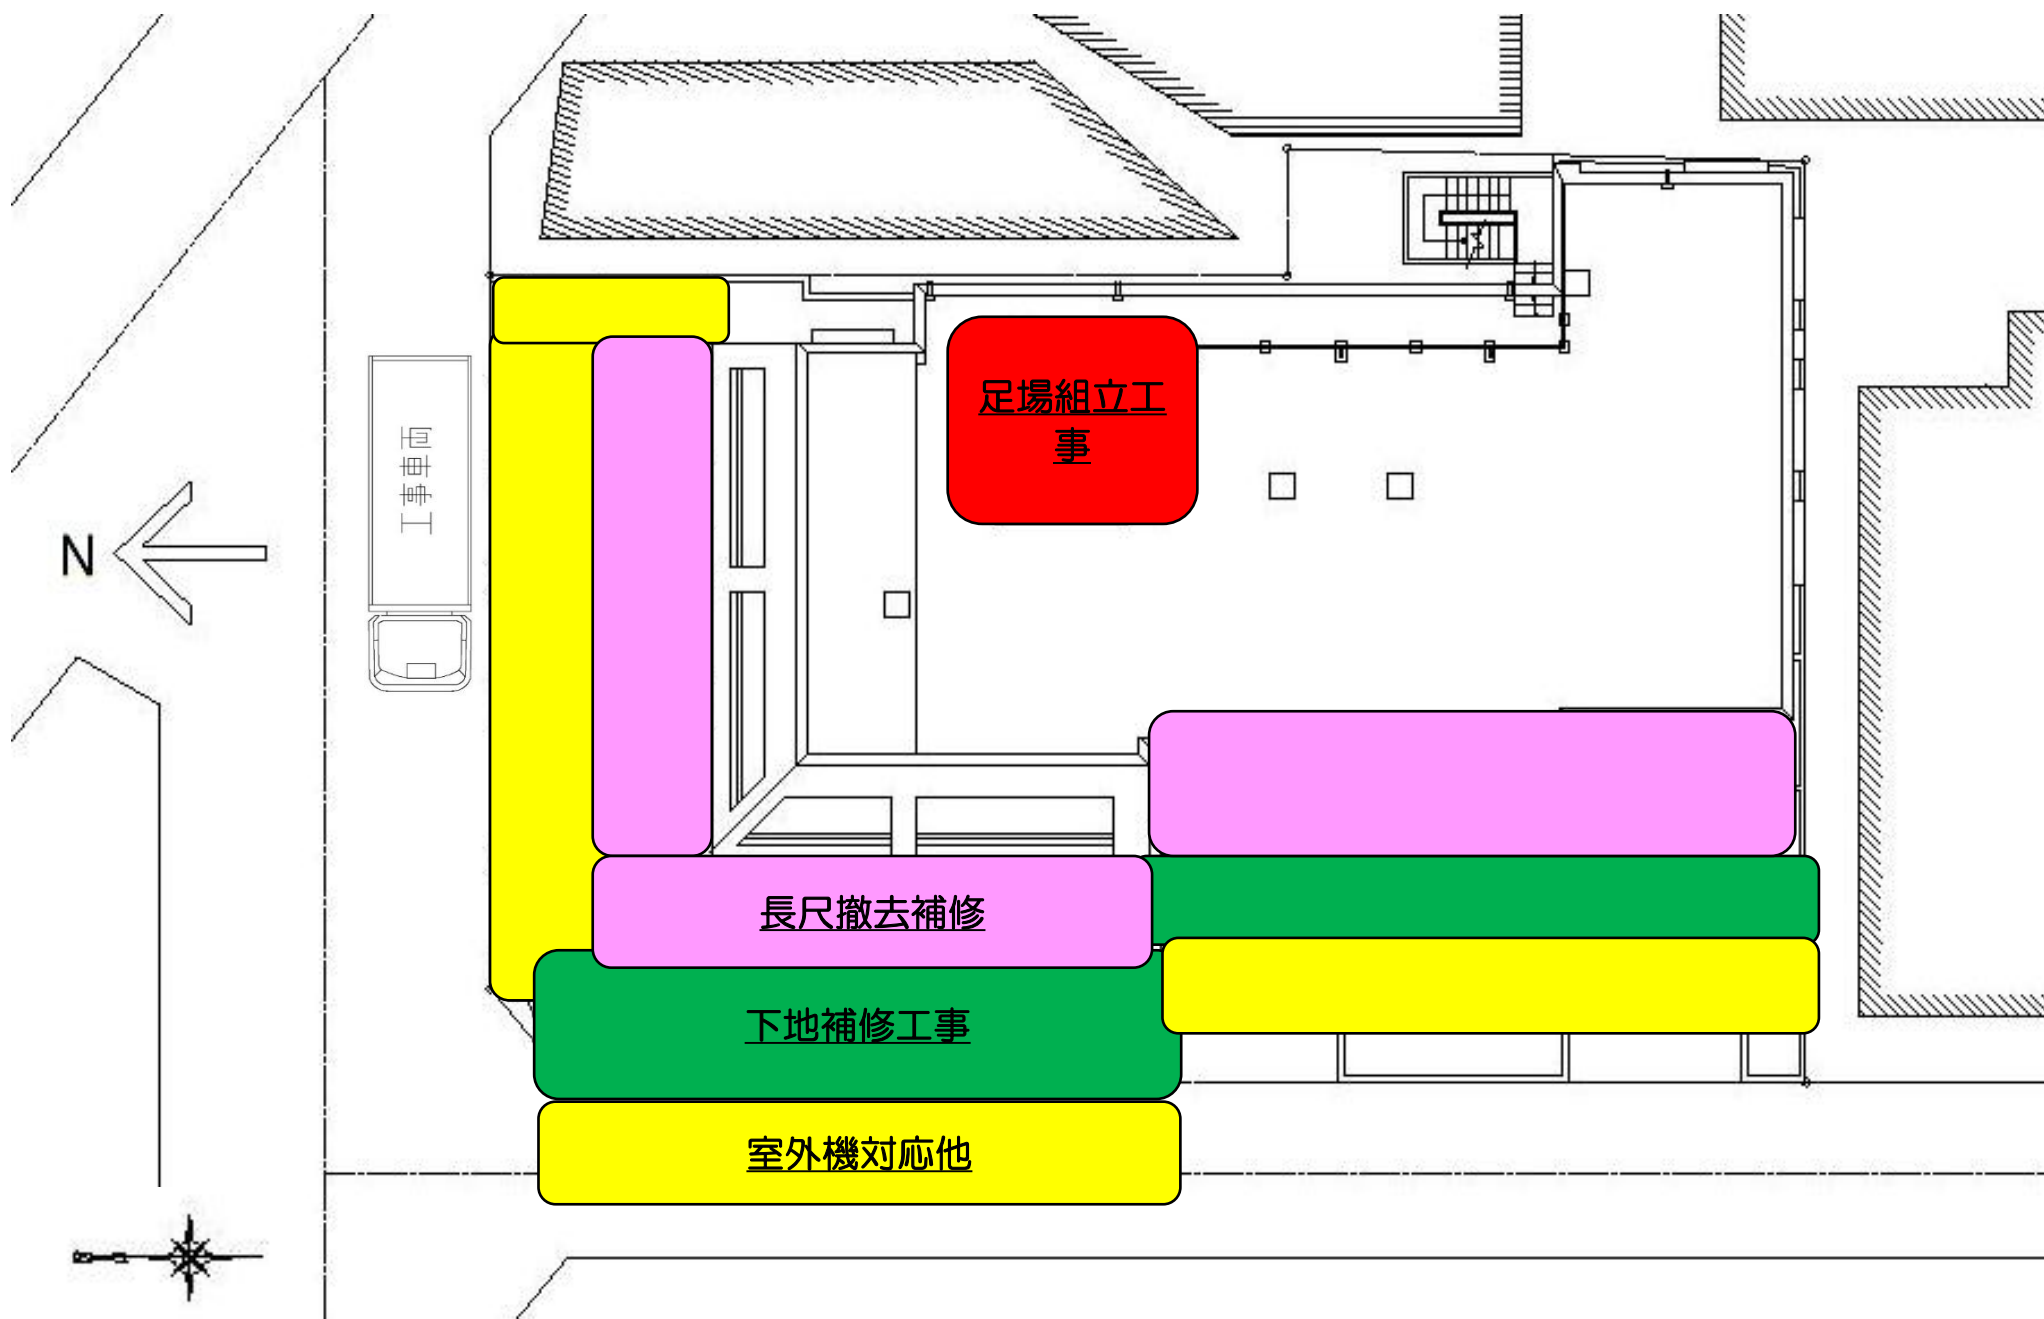 足場組立工
事
工事車両
N
長尺撤去補修
下地補修工事
室外機対応他